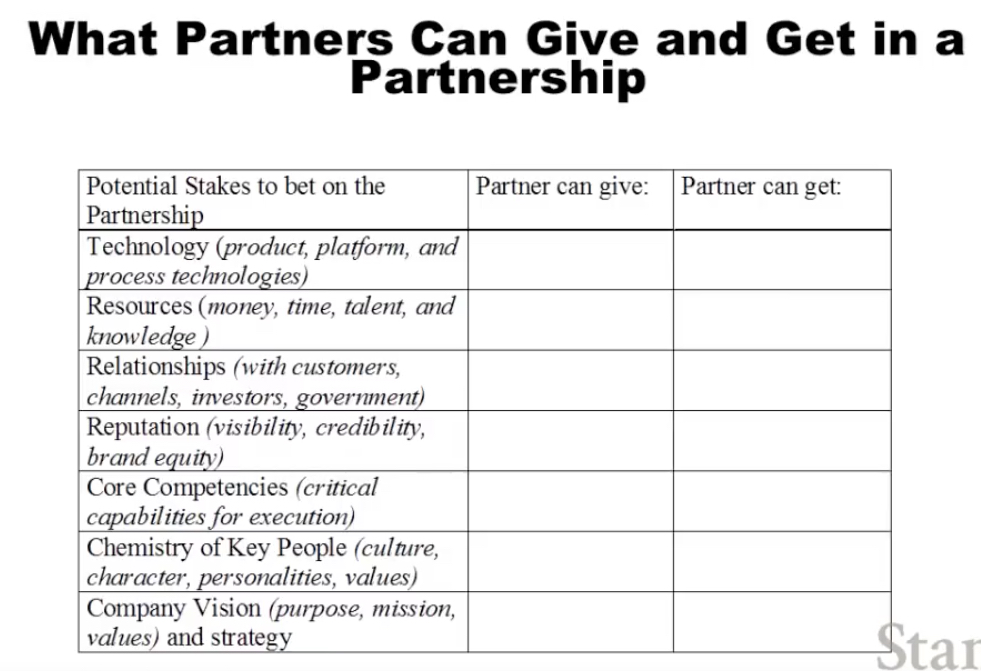 What Partners Can Give and Get in a
Partnership
Potential Stakes to bet on the
Partnership
Partner can give:
Partner can get:
Technology (product, platform, and
process technologies)
Resources (money, time, talent, and
knowledge )
Relationships (with customers,
channels, investors, government)
Reputation (visibility, credibility,
brand equity)
Core Competencies (critical
capabilities for execution)
Chemistry of Key People (culture,
character, personalities, values)
Company Vision (purpose, mission,
values) and strategy